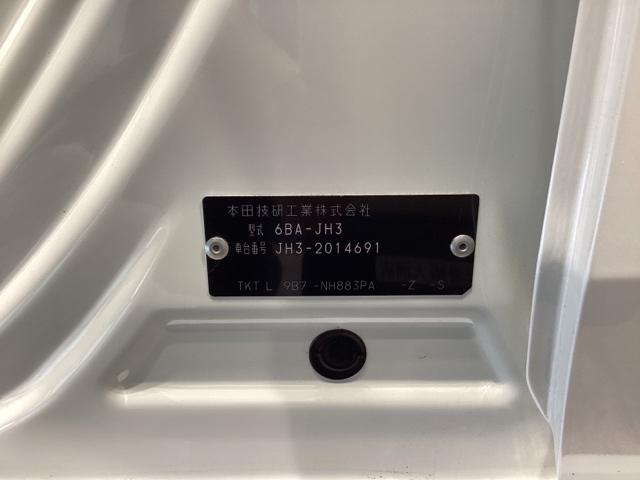 本田技研工業株式会社
型式 6BA-JH3
車台番号 JH3-2014691
TKT L 9B7 -NH883PA -Z -S